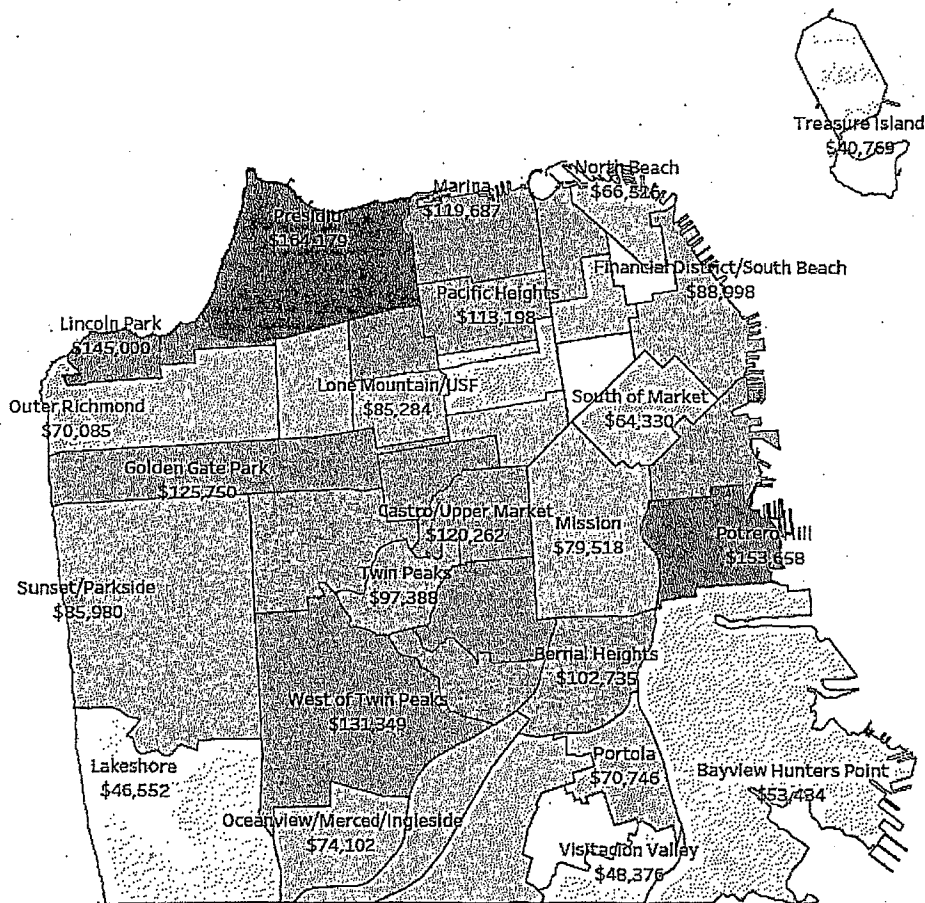 Treasure Island
$40,769
North Beach
$66,516
Marina
$119,687
Presidio
$164,179
Financial District/South Beach
$88,998
Pacific Heights
$113,198
Lincoln Park
$145,000
Lone Mountain/USF
$85,284
South of Market
$64,330
Outer Richmond
$70,085
Golden Gate Park
$125,750
Castro/Upper Market
$120,262
Mission
$79,518
Potrero Hill
$153,658
Twin Peaks
$97,388
Sunset/Parkside
$85,980
Bernal Heights
$102,735
West of Twin Peaks
$131,349
Portola
$70,746
Lakeshore
$46,552
Bayview Hunters Point
$53,434
Oceanview/Merced/Ingleside
$74,102
Visitacion Valley
$48,376